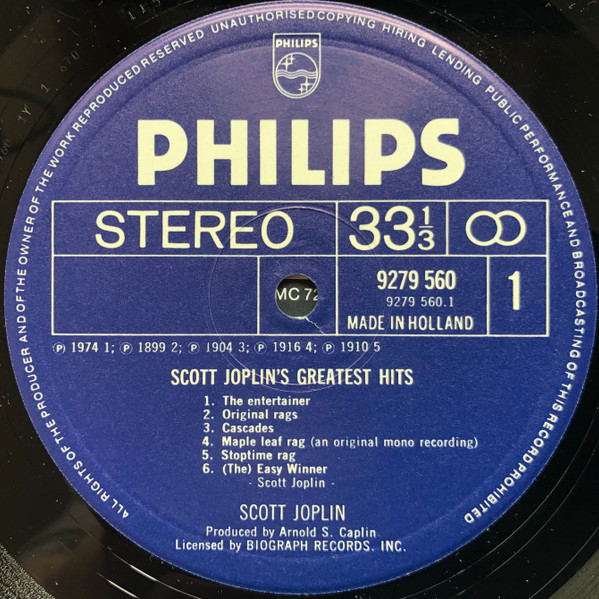 ALL RIGHTS OF THE PRODUCER AND OF THE OWNER OF THE WORK REPRODUCED RESERVED UNAUTHORISED COPYING HIRING LENDING PUBLIC PERFORMANCE AND BROADCASTING OF THIS RECORD PROHIBITED
PHILIPS
PHILIPS
STEREO
33 1/3
MC 72
9279 560
9279 560.1
MADE IN HOLLAND
1
Ⓟ 1974 1; Ⓟ 1899 2; Ⓟ 1904 3; Ⓟ 1916 4; Ⓟ 1910 5
SCOTT JOPLIN'S GREATEST HITS
1. The entertainer
2. Original rags
3. Cascades
4. Maple leaf rag (an original mono recording)
5. Stoptime rag
6. (The) Easy Winner
- Scott Joplin -
SCOTT JOPLIN
Produced by Arnold S. Caplin
Licensed by BIOGRAPH RECORDS. INC.